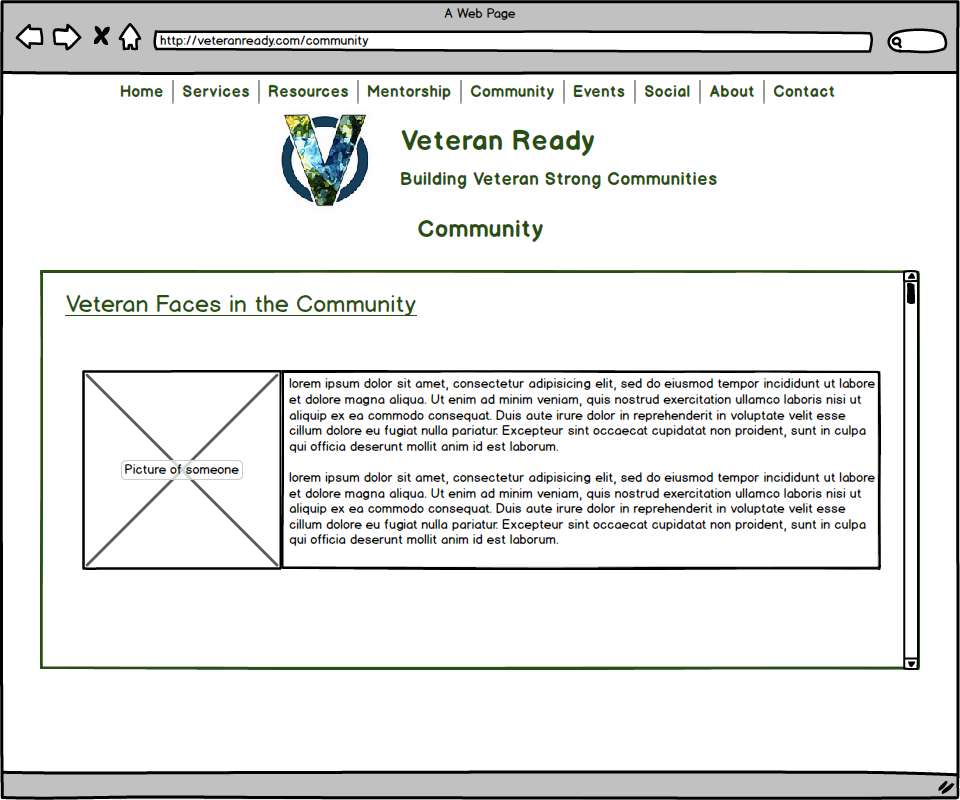 A Web Page
http://veteranready.com/community
Home Services Resources Mentorship Community Events Social About Contact
Veteran Ready
Building Veteran Strong Communities
Community
Veteran Faces in the Community
Picture of someone
lorem ipsum dolor sit amet, consectetur adipisicing elit, sed do eiusmod tempor incididunt ut labore
et dolore magna aliqua. Ut enim ad minim veniam, quis nostrud exercitation ullamco laboris nisi ut
aliquip ex ea commodo consequat. Duis aute irure dolor in reprehenderit in voluptate velit esse
cillum dolore eu fugiat nulla pariatur. Excepteur sint occaecat cupidatat non proident, sunt in culpa
qui officia deserunt mollit anim id est laborum.
lorem ipsum dolor sit amet, consectetur adipisicing elit, sed do eiusmod tempor incididunt ut labore
et dolore magna aliqua. Ut enim ad minim veniam, quis nostrud exercitation ullamco laboris nisi ut
aliquip ex ea commodo consequat. Duis aute irure dolor in reprehenderit in voluptate velit esse
cillum dolore eu fugiat nulla pariatur. Excepteur sint occaecat cupidatat non proident, sunt in culpa
qui officia deserunt mollit anim id est laborum.